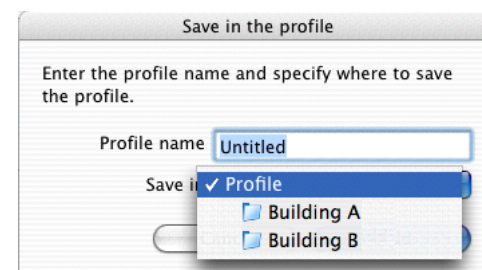 Save in the profile
Enter the profile name and specify where to save
the profile.
Profile name Untitled
Save i ✓ Profile
Building A
Building B